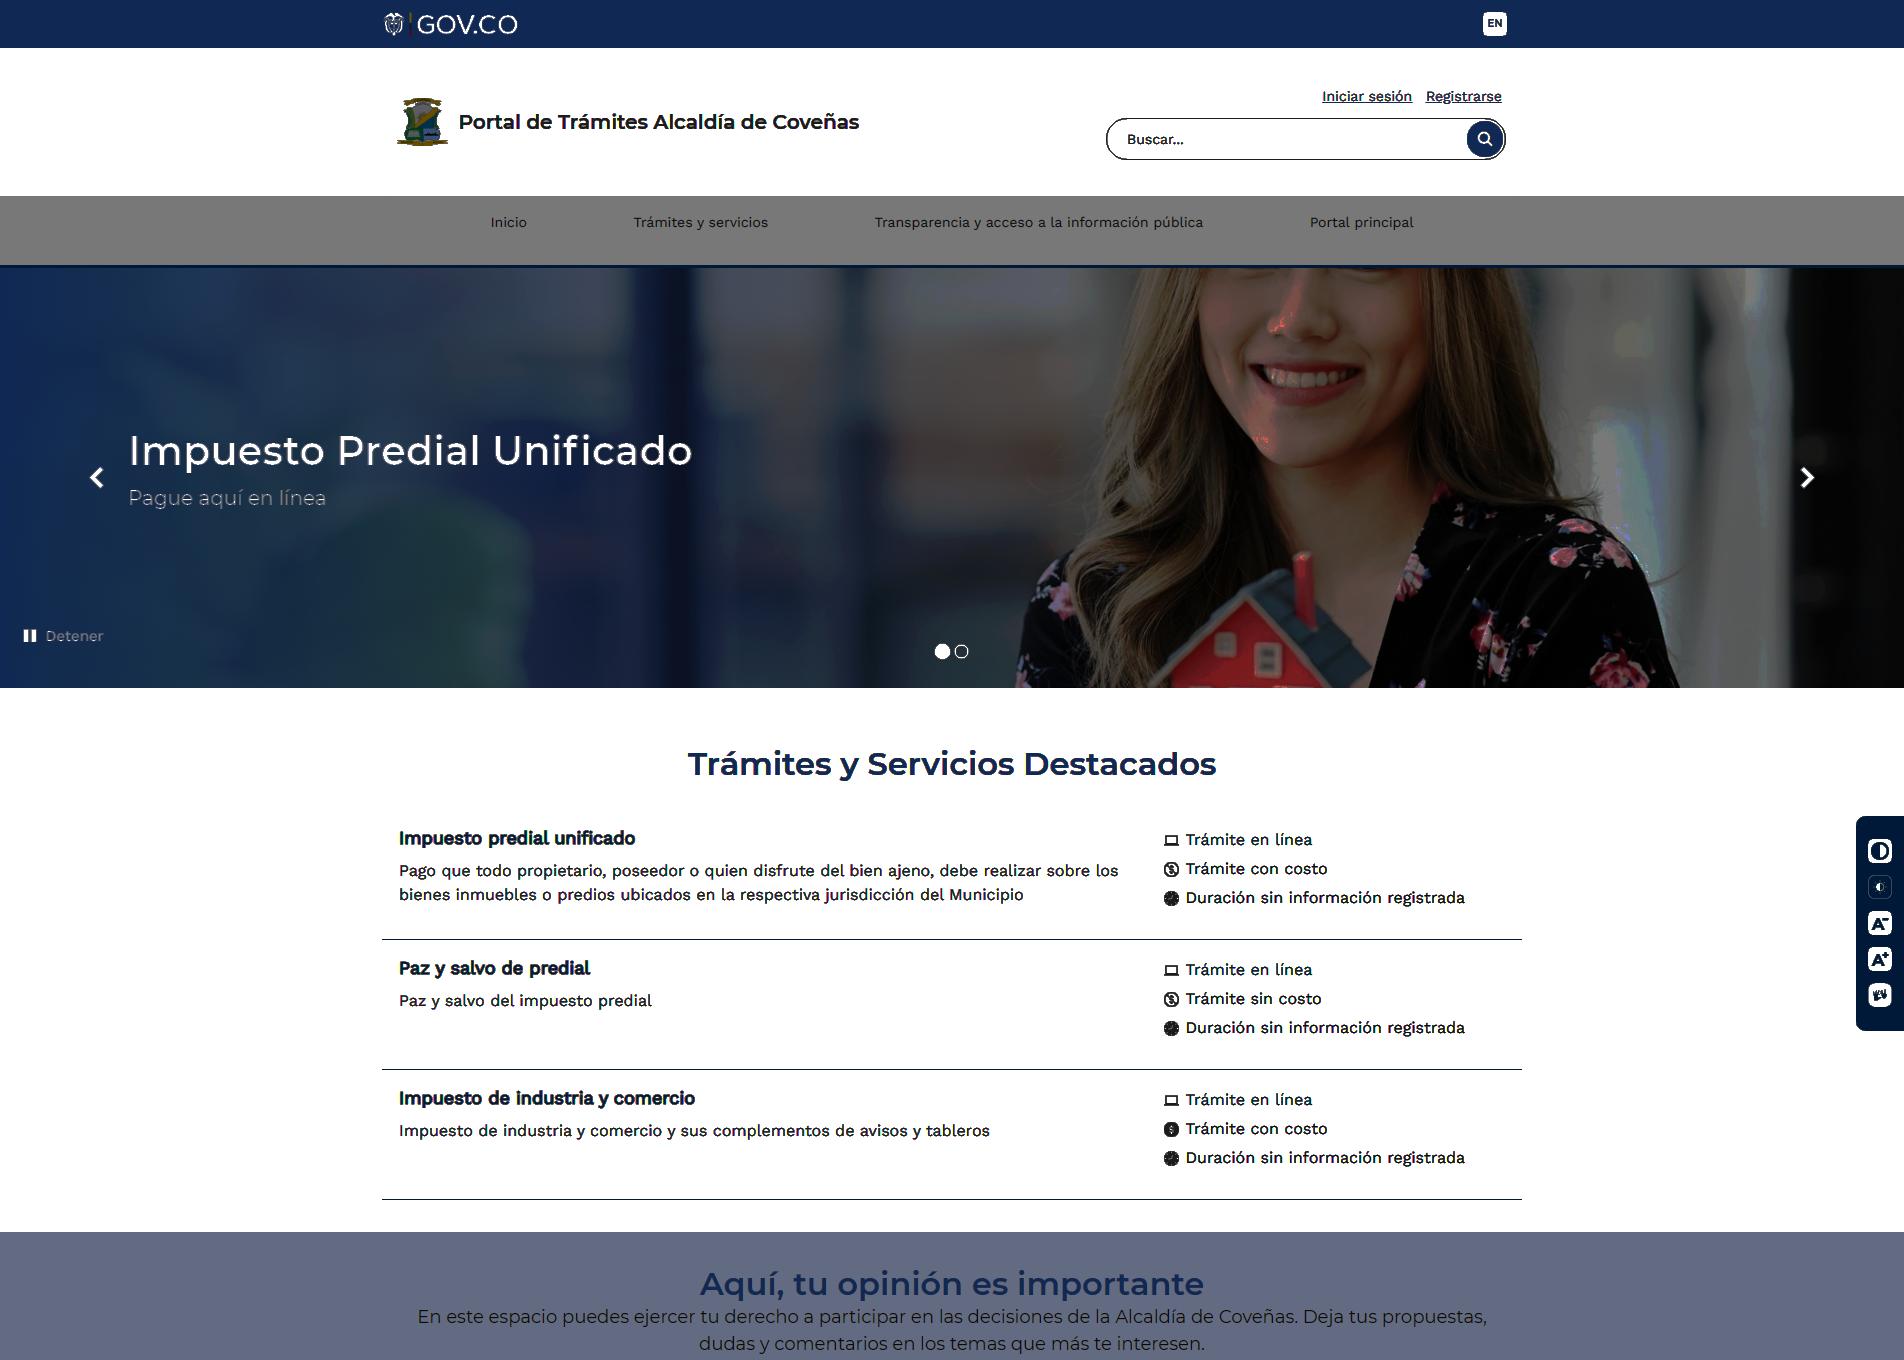 GOV.CO
EN
Iniciar sesión Registrarse
Portal de Trámites Alcaldía de Coveñas
Buscar...
Inicio Trámites y servicios Transparencia y acceso a la información pública Portal principal
Impuesto Predial Unificado
Pague aquí en línea
Detener
Trámites y Servicios Destacados
Impuesto predial unificado
Pago que todo propietario, poseedor o quien disfrute del bien ajeno, debe realizar sobre los
bienes inmuebles o predios ubicados en la respectiva jurisdicción del Municipio
Trámite en línea
Trámite con costo
Duración sin información registrada
Paz y salvo de predial
Paz y salvo del impuesto predial
Trámite en línea
Trámite sin costo
Duración sin información registrada
Impuesto de industria y comercio
Impuesto de industria y comercio y sus complementos de avisos y tableros
Trámite en línea
Trámite con costo
Duración sin información registrada
A-
A+
Aquí, tu opinión es importante
En este espacio puedes ejercer tu derecho a participar en las decisiones de la Alcaldía de Coveñas. Deja tus propuestas,
dudas y comentarios en los temas que más te interesen.